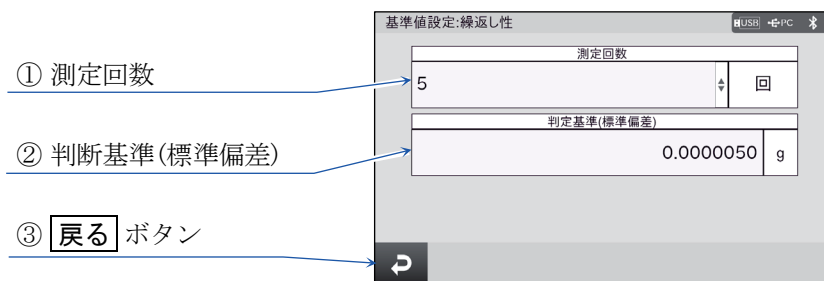 基準値設定:繰返し性
USB PC
測定回数
① 測定回数
5 回
判定基準(標準偏差)
② 判断基準(標準偏差)
0.0000050 g
③ 戻る ボタン